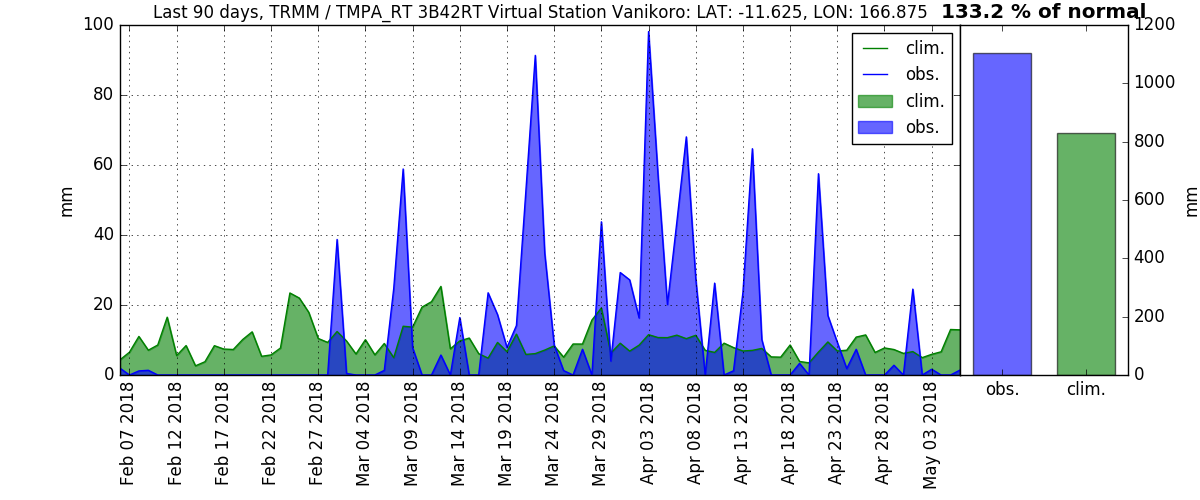 Last 90 days, TRMM / TMPA_RT 3B42RT Virtual Station Vanikoro: LAT: -11.625, LON: 166.875 133.2 % of normal
100
80
60
40
20
0
mm
clim.
obs.
clim.
obs.
Feb 07 2018
Feb 12 2018
Feb 17 2018
Feb 22 2018
Feb 27 2018
Mar 04 2018
Mar 09 2018
Mar 14 2018
Mar 19 2018
Mar 24 2018
Mar 29 2018
Apr 03 2018
Apr 08 2018
Apr 13 2018
Apr 18 2018
Apr 23 2018
Apr 28 2018
May 03 2018
1200
1000
800
600
400
200
0
mm
obs.
clim.